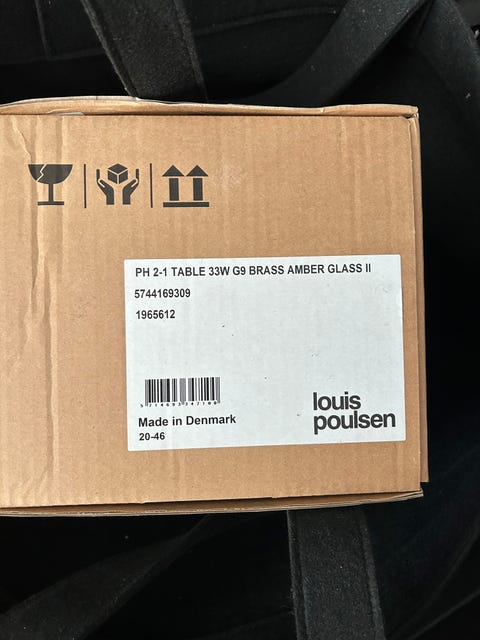 PH 2-1 TABLE 33W G9 BRASS AMBER GLASS II
5744169309
1965612
Made in Denmark
20-46
louis
poulsen